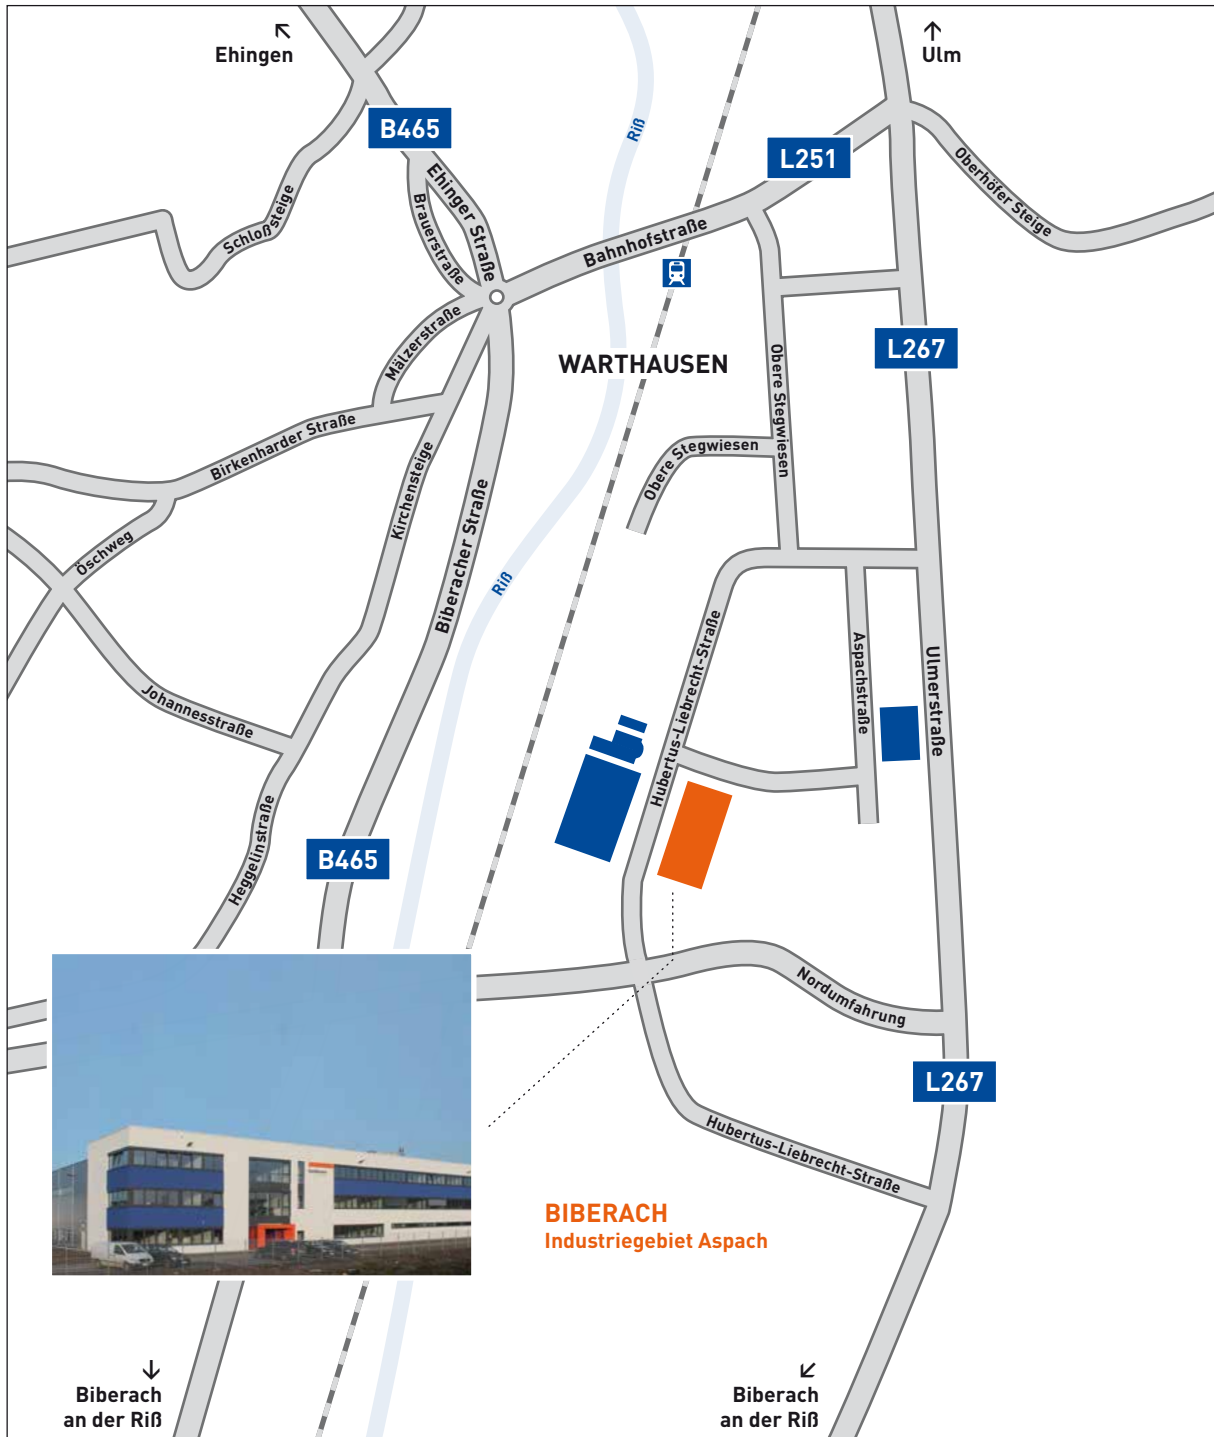 Ehingen
Ulm
B465
Riß
L251
Ehinger Straße
Brauerstraße
Schloßsteige
Oberhöfer Steige
Bahnhofstraße
Mälzerstraße
WARTHAUSEN
L267
Obere Stegwiesen
Birkenharder Straße
Obere Stegwiesen
Kirchensteige
Biberacher Straße
Öschweg
Riß
Hubertus-Liebrecht-Straße
Aspachstraße
Ulmerstraße
Johannesstraße
Heggelinstraße
B465
Nordumfahrung
L267
Hubertus-Liebrecht-Straße
BIBERACH
Industriegebiet Aspach
Biberach
an der Riß
Biberach
an der Riß